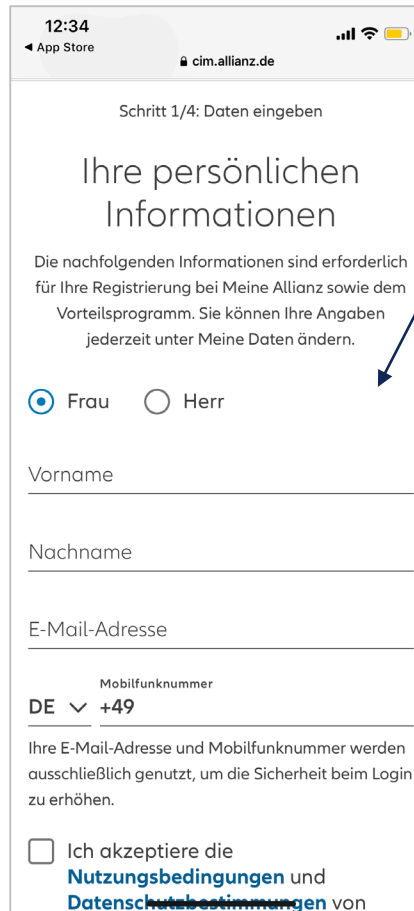 12:34
App Store
cim.allianz.de
Schritt 1/4: Daten eingeben
Ihre persönlichen
Informationen
Die nachfolgenden Informationen sind erforderlich
für Ihre Registrierung bei Meine Allianz sowie dem
Vorteilsprogramm. Sie können Ihre Angaben
jederzeit unter Meine Daten ändern.
Frau Herr
Vorname
Nachname
E-Mail-Adresse
Mobilfunknummer
DE +49
Ihre E-Mail-Adresse und Mobilfunknummer werden
ausschließlich genutzt, um die Sicherheit beim Login
zu erhöhen.
Ich akzeptiere die
Nutzungsbedingungen und
Datenschutzbestimmungen von